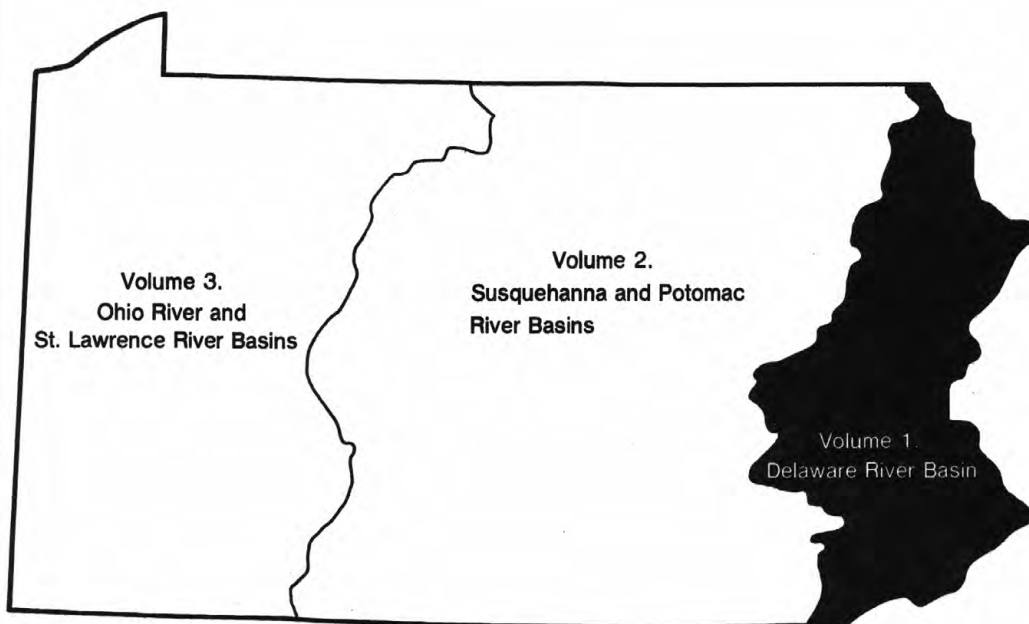 Volume 3.
Ohio River and
St. Lawrence River Basins
Volume 2.
Susquehanna and Potomac
River Basins
Volume 1.
Delaware River Basin